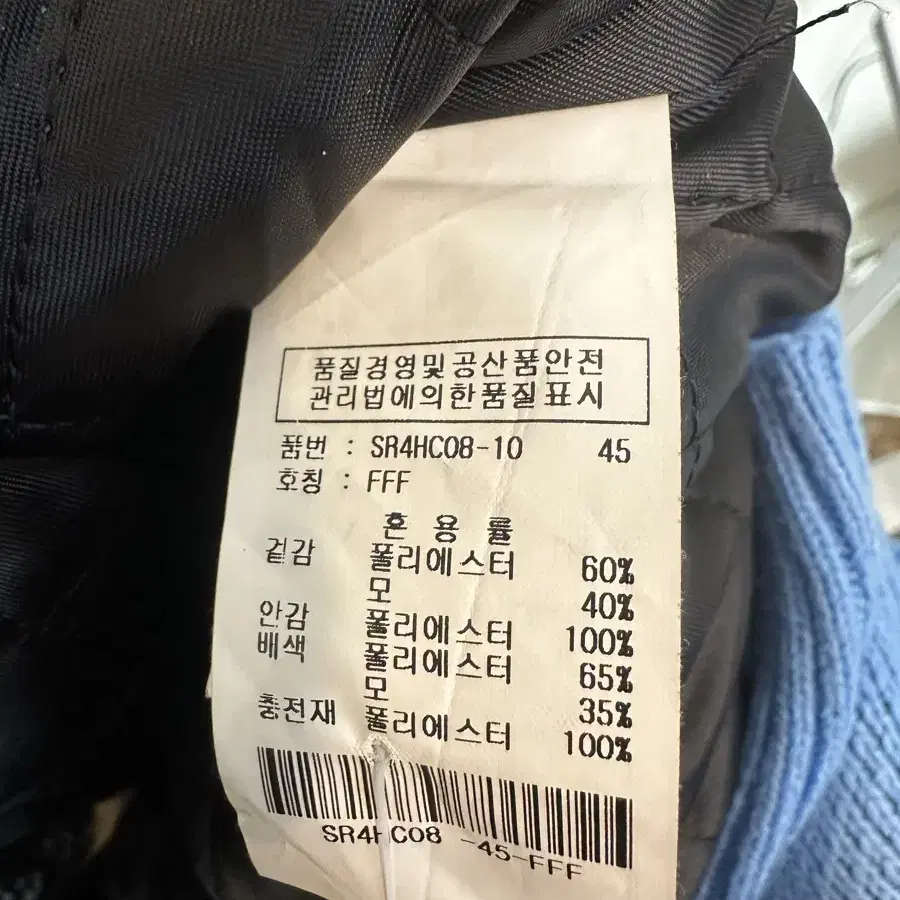 품질경영및공산품안전
관리법에의한품질표시
품번 : SR4HC08-10 45
호칭 : FFF
혼 용 률
겉감 폴리에스터 60%
모 40%
안감 폴리에스터 100%
배색 폴리에스터 65%
모 35%
충전재 폴리에스터 100%
SR4HC08 -45-FFF